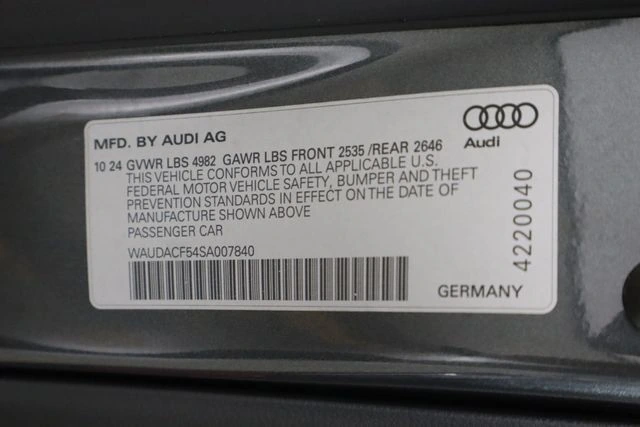 MFD. BY AUDI AG
Audi
10 24 GVWR LBS 4982 GAWR LBS FRONT 2535 /REAR 2646
THIS VEHICLE CONFORMS TO ALL APPLICABLE U.S.
FEDERAL MOTOR VEHICLE SAFETY, BUMPER AND THEFT
PREVENTION STANDARDS IN EFFECT ON THE DATE OF
MANUFACTURE SHOWN ABOVE
PASSENGER CAR
WAUDACF54SA007840
GERMANY
4220040